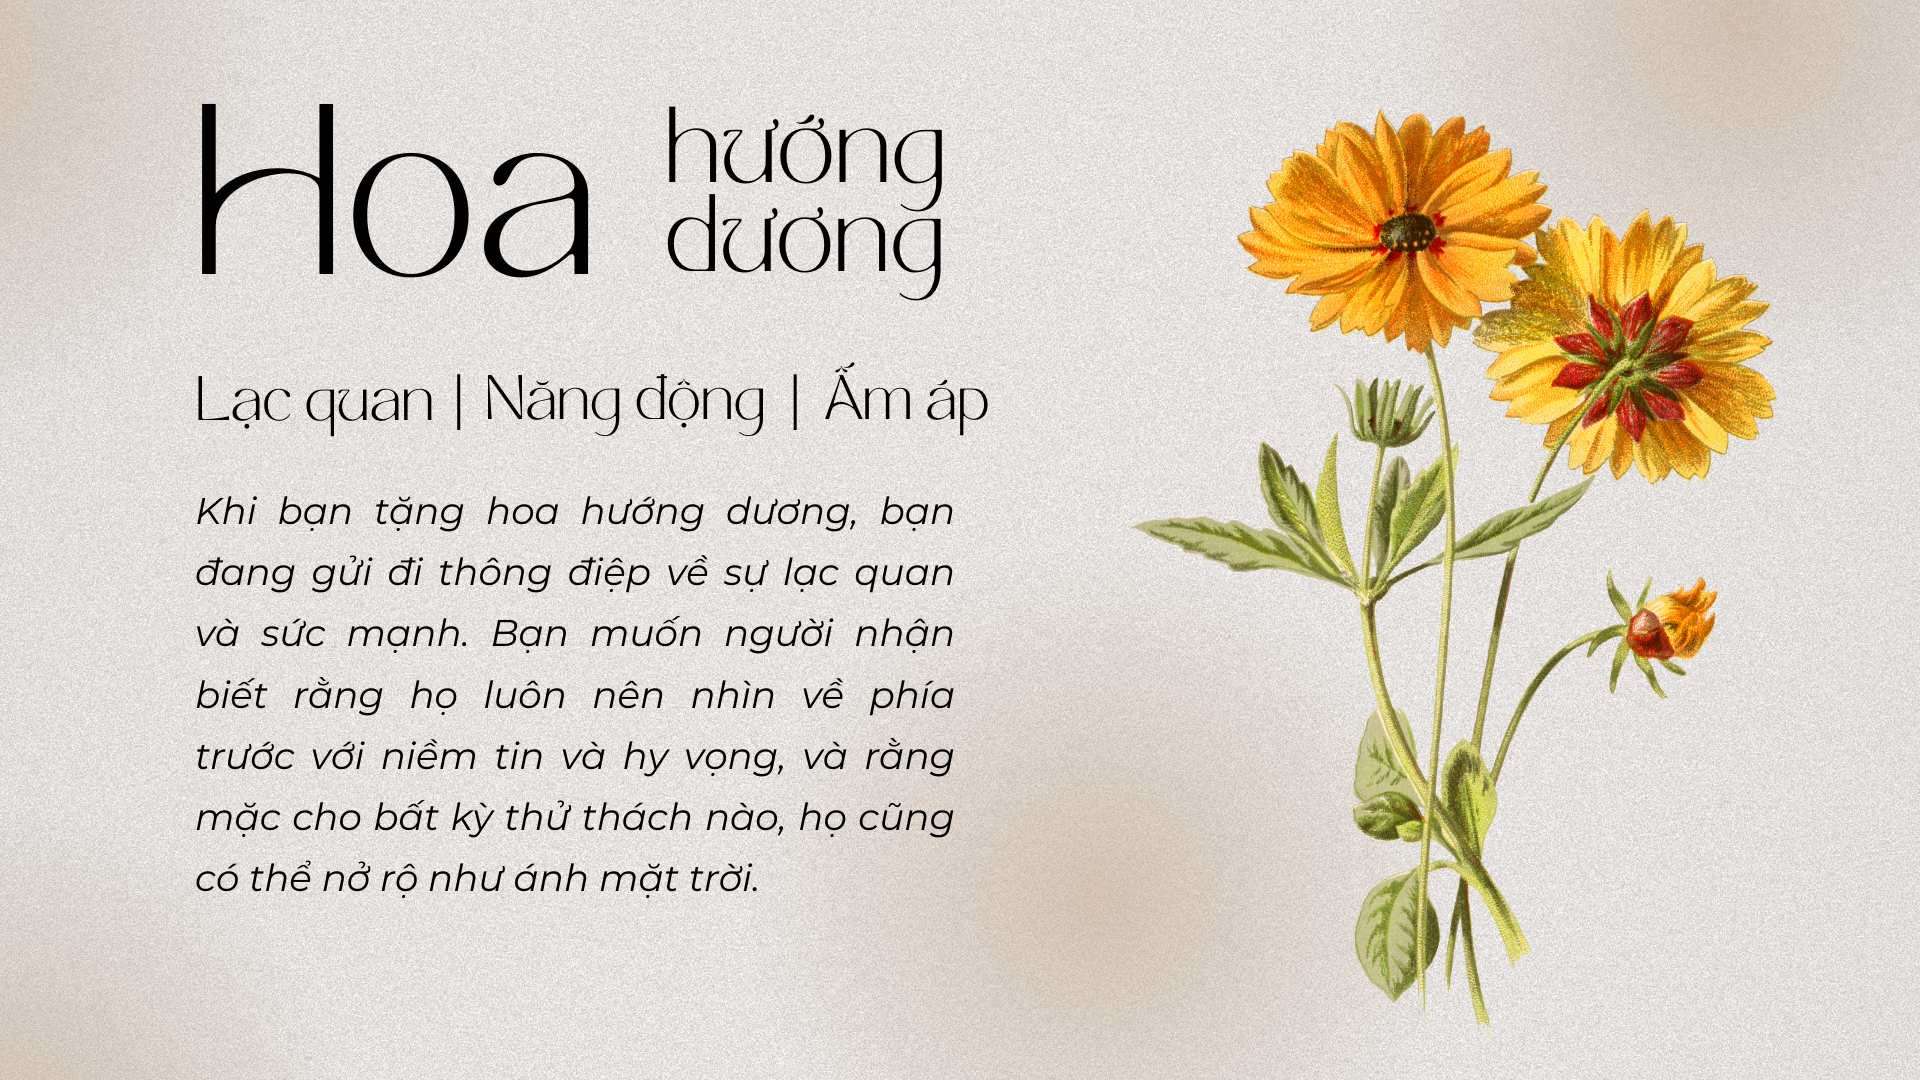 Hoa hướng
dương
Lạc quan | Năng động | Ấm áp
Khi bạn tặng hoa hướng dương, bạn
đang gửi đi thông điệp về sự lạc quan
và sức mạnh. Bạn muốn người nhận
biết rằng họ luôn nên nhìn về phía
trước với niềm tin và hy vọng, và rằng
mặc cho bất kỳ thử thách nào, họ cũng
có thể nở rộ như ánh mặt trời.